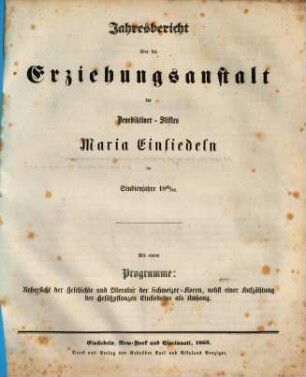 Jahresbericht
über die
Erziehungsanstalt
des
Benediktiner-Stiftes
Maria Einsiedeln
im
Studienjahre 18
Mit einem
Programme:
Uebersicht der Geschichte und Literatur der Schweizer-Floren, nebst einer Aufzählung
der Gefäßpflanzen Einsiedelns als Anhang.
Einsiedeln, New-York und Cincinnati, 1868.
Druck und Verlag von Gebrüder Karl und Nikolaus Benziger.